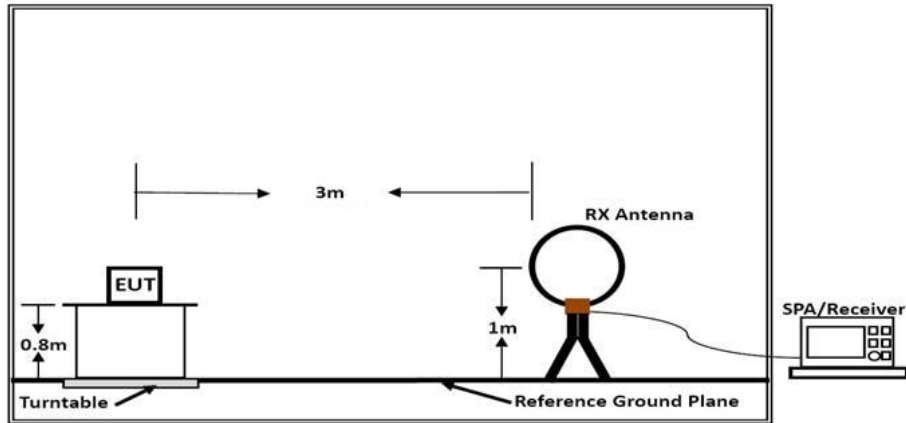 3m
RX Antenna
EUT
SPA/Receiver
0.8m
1m
Turntable
Reference Ground Plane